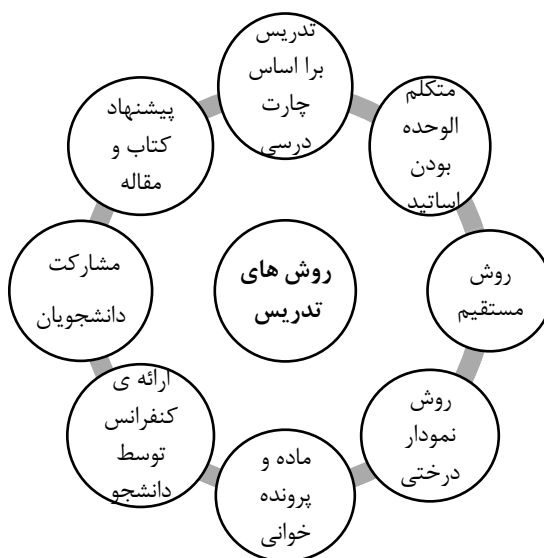 تدریس
برا اساس
چارت
درسی
متکلم
الوحده
بودن
اساتید
روش
مستقیم
روش
نمودار
درختی
ماده و
پرونده
خوانی
ارائه ی
کنفرانس
توسط
دانشجو
مشارکت
دانشجویان
پیشنهاد
کتاب و
مقاله
روش های
تدریس